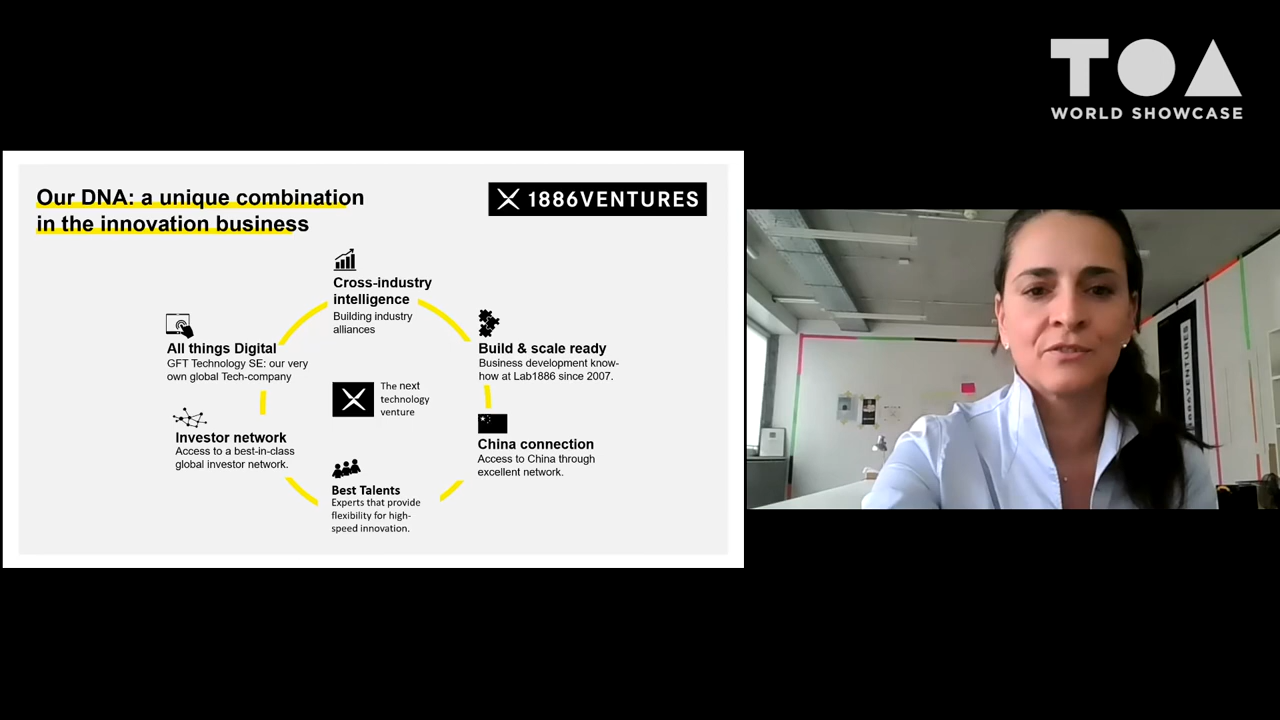 TOA
WORLD SHOWCASE
Our DNA: a unique combination
in the innovation business
1886VENTURES
Cross-industry
intelligence
Building industry
alliances
All things Digital
GFT Technology SE: our very
own global Tech-company
Build & scale ready
Business development know-
how at Lab1886 since 2007.
The next
technology
venture
Investor network
Access to a best-in-class
global investor network.
China connection
Access to China through
excellent network.
Best Talents
Experts that provide
flexibility for high-
speed innovation.
1886VENTURES